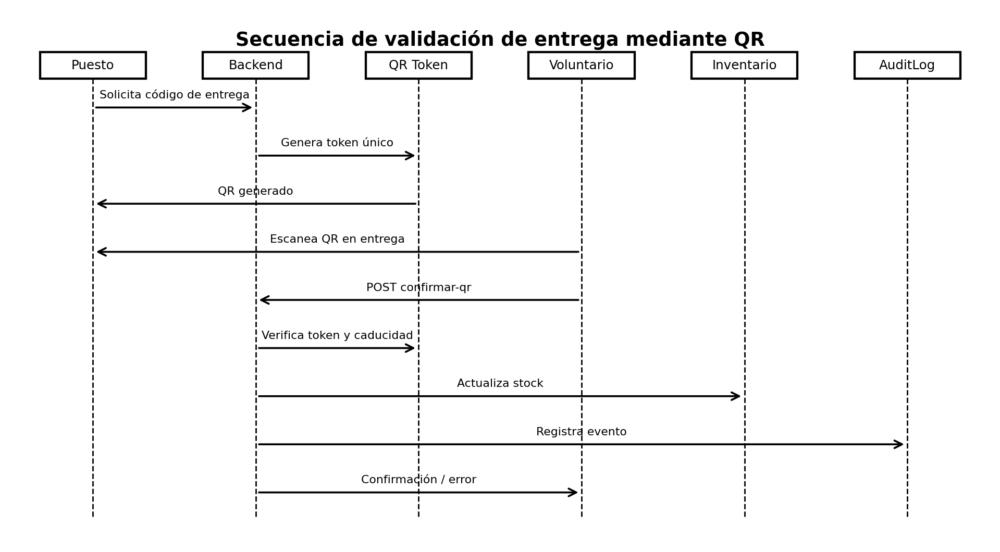 Secuencia de validación de entrega mediante QR
Puesto
Backend
QR Token
Voluntario
Inventario
AuditLog
Solicita código de entrega
Genera token único
QR generado
Escanea QR en entrega
POST confirmar-qr
Verifica token y caducidad
Actualiza stock
Registra evento
Confirmación / error